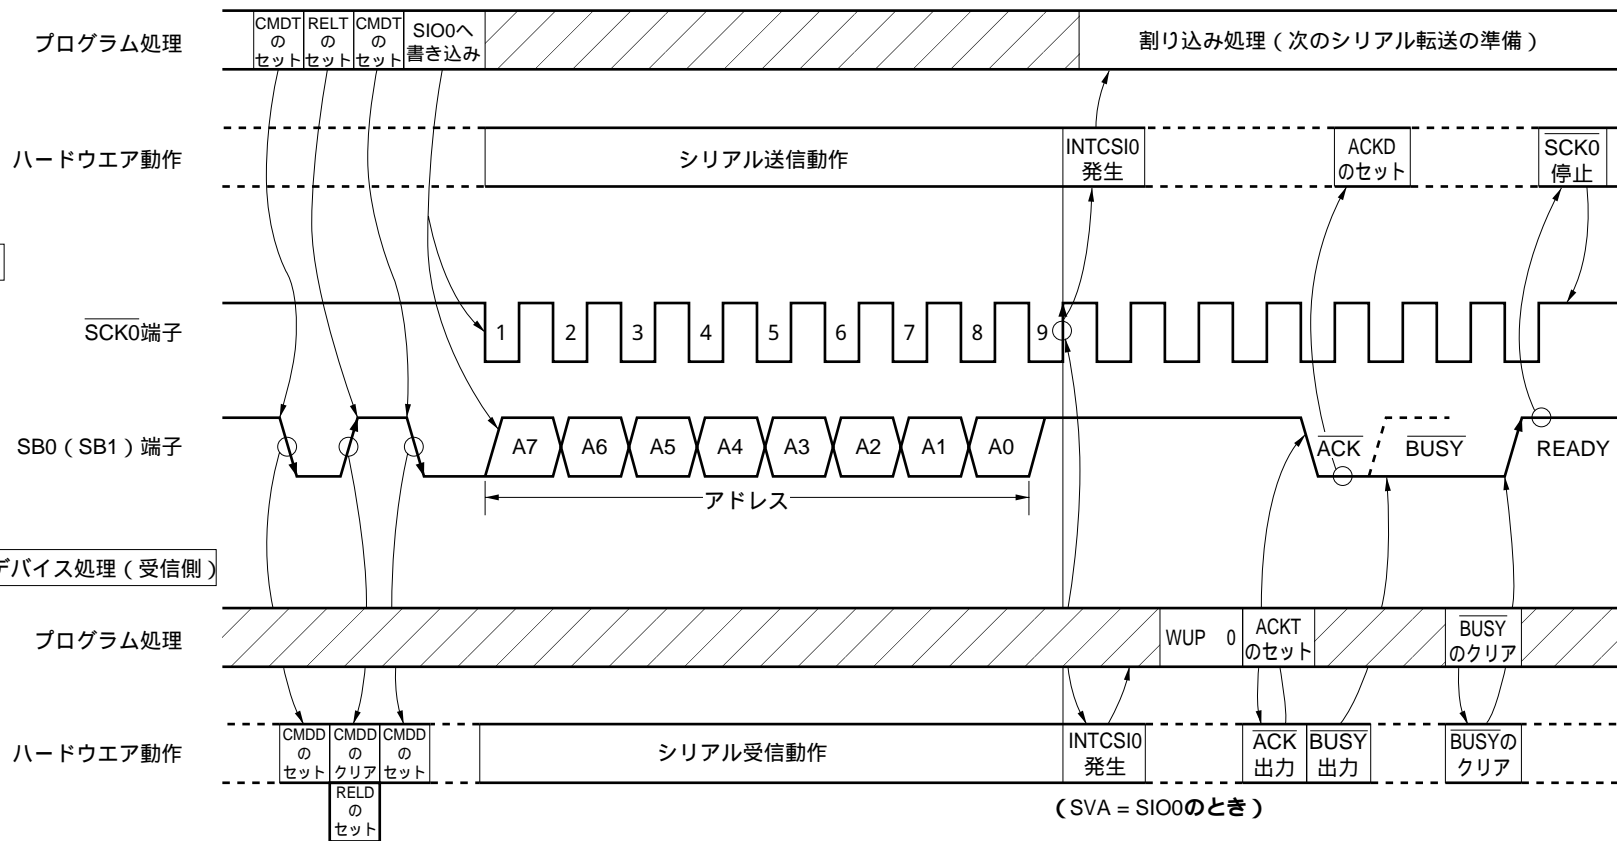 プログラム処理
CMDT
の
セット
RELT
の
セット
CMDT
の
セット
SIO0へ
書き込み
割り込み処理（次のシリアル転送の準備）
ハードウエア動作
シリアル送信動作
INTCSI0
発生
ACKD
のセット
SCK0
停止
SCK0端子
1 2 3 4 5 6 7 8 9
SB0（SB1）端子
A7 A6 A5 A4 A3 A2 A1 A0
ACK
BUSY
READY
アドレス
デバイス処理（受信側）
プログラム処理
WUP 0
ACKT
のセット
BUSY
のクリア
ハードウエア動作
CMDD
の
セット
CMDD
の
クリア
CMDD
の
セット
RELD
の
セット
シリアル受信動作
INTCSI0
発生
ACK
出力
BUSY
出力
BUSYの
クリア
（SVA = SIO0のとき）